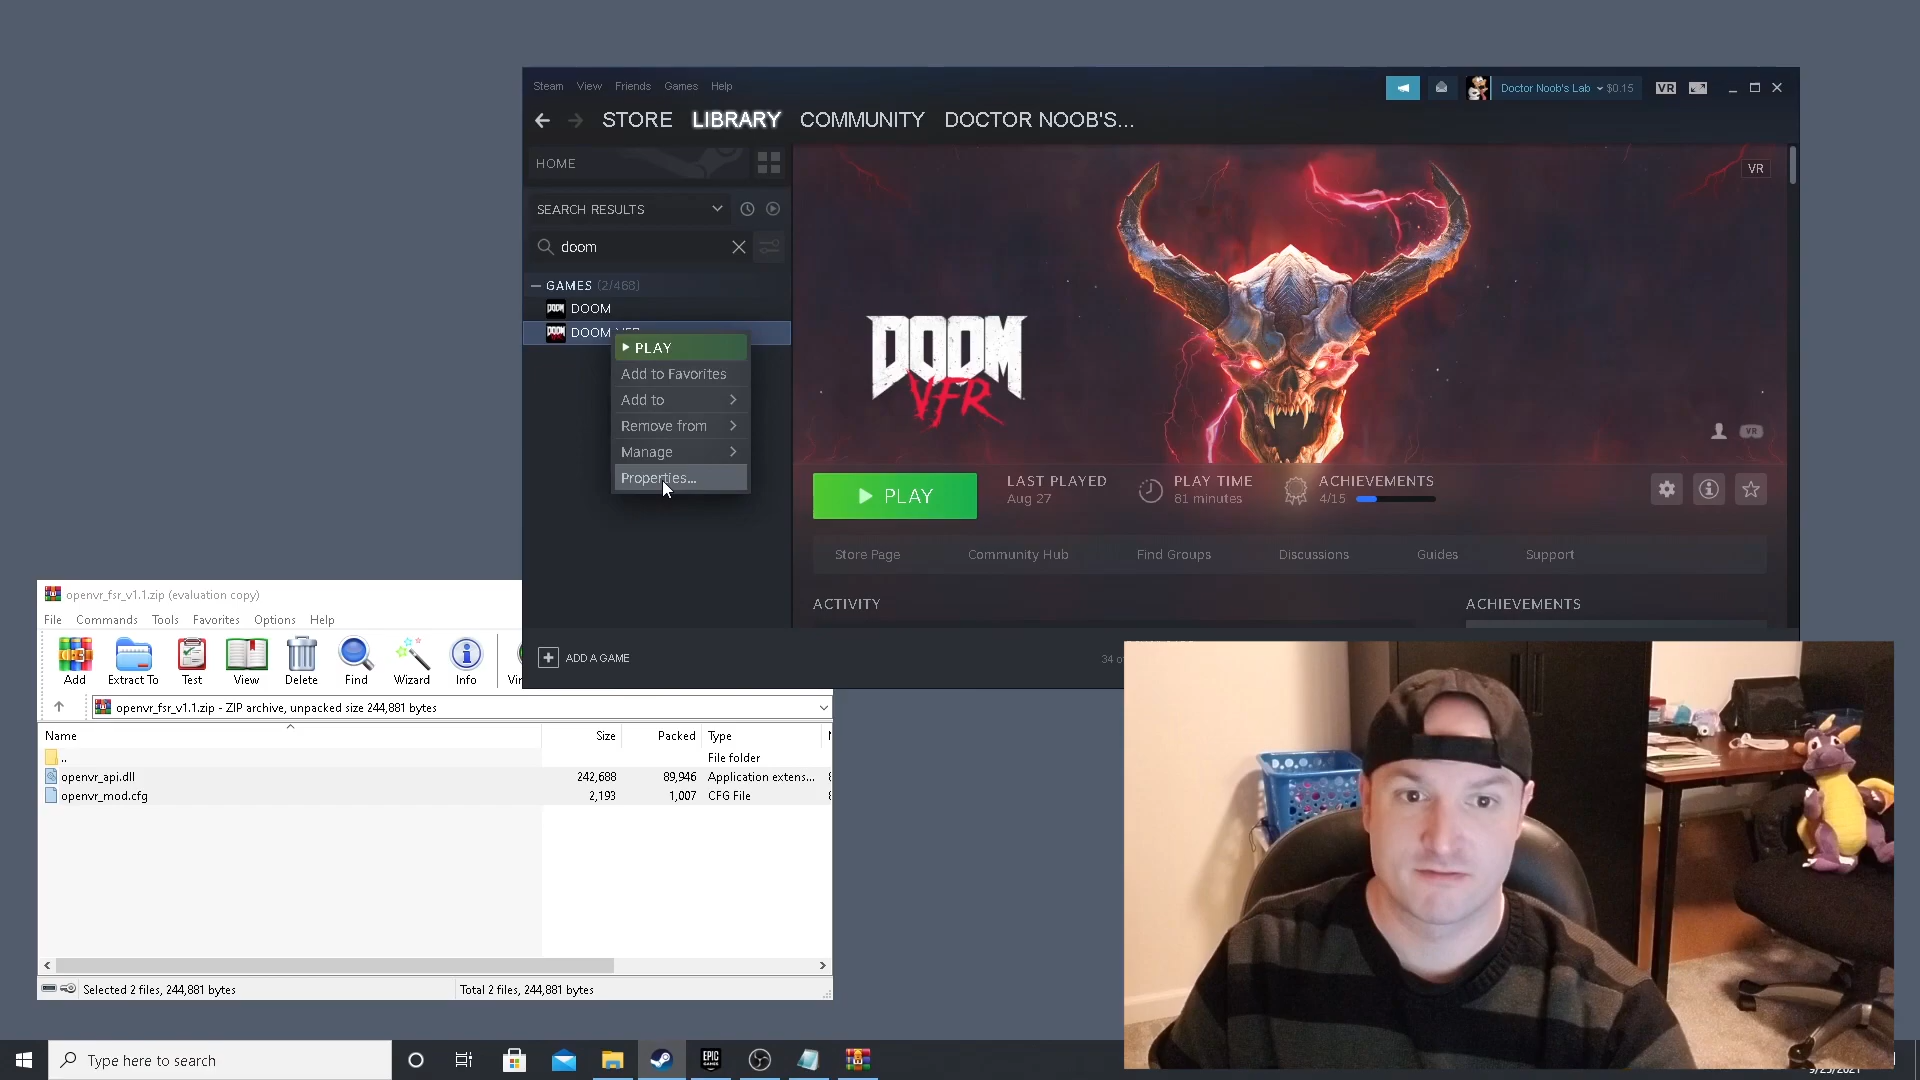 Steam View Friends Games Help
Doctor Noob's Lab $0.15
VR
STORE LIBRARY COMMUNITY DOCTOR NOOB'S...
HOME
SEARCH RESULTS
doom
GAMES (2/468)
DOOM
DOOM VFR
PLAY
Add to Favorites
Add to
Remove from
Manage
Properties...
VR
DOOM
VFR
VR
PLAY
LAST PLAYED
Aug 27
PLAY TIME
81 minutes
ACHIEVEMENTS
4/15
Store Page Community Hub Find Groups Discussions Guides Support
ACTIVITY
ACHIEVEMENTS
ADD A GAME
34 o
openvr_fsr_v1.1.zip (evaluation copy)
File Commands Tools Favorites Options Help
Add Extract To Test View Delete Find Wizard Info Vir
openvr_fsr_v1.1.zip - ZIP archive, unpacked size 244,881 bytes
Name Size Packed Type
.. File folder
openvr_api.dll 242,688 89,946 Application extens...
openvr_mod.cfg 2,193 1,007 CFG File
Selected 2 files, 244,881 bytes
Total 2 files, 244,881 bytes
Type here to search
EPIC
GAMES